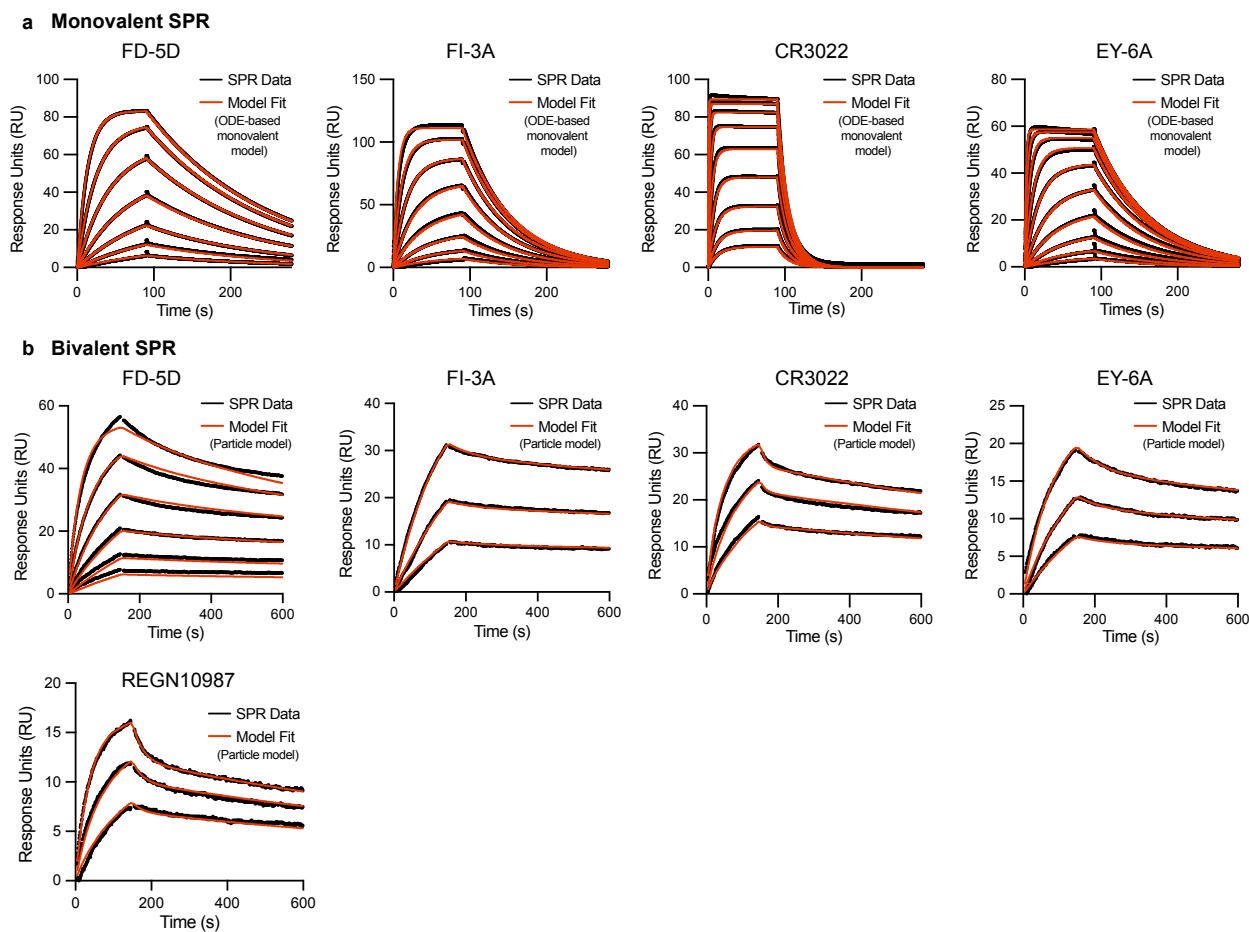 a Monovalent SPR
FD-5D
FI-3A
CR3022
EY-6A
Response Units (RU)
100
80
60
40
20
0
0
100
200
Time (s)
SPR Data
Model Fit
(ODE-based
monovalent
model)
Response Units (RU)
150
100
50
0
0
100
200
Times (s)
SPR Data
Model Fit
(ODE-based
monovalent
model)
Response Units (RU)
100
80
60
40
20
0
0
100
200
Time (s)
SPR Data
Model Fit
(ODE-based
monovalent
model)
Response Units (RU)
80
60
40
20
0
0
100
200
Time (s)
SPR Data
Model Fit
(ODE-based
monovalent
model)
b Bivalent SPR
FD-5D
FI-3A
CR3022
EY-6A
Response Units (RU)
60
40
20
0
0
200
400
600
Time (s)
SPR Data
Model Fit
(Particle model)
Response Units (RU)
40
30
20
10
0
0
200
400
600
Time (s)
SPR Data
Model Fit
(Particle model)
Response Units (RU)
40
30
20
10
0
0
200
400
600
Time (s)
SPR Data
Model Fit
(Particle model)
Response Units (RU)
25
20
15
10
5
0
0
200
400
600
Time (s)
SPR Data
Model Fit
(Particle model)
REGN10987
Response Units (RU)
20
15
10
5
0
0
200
400
600
Time (s)
SPR Data
Model Fit
(Particle model)